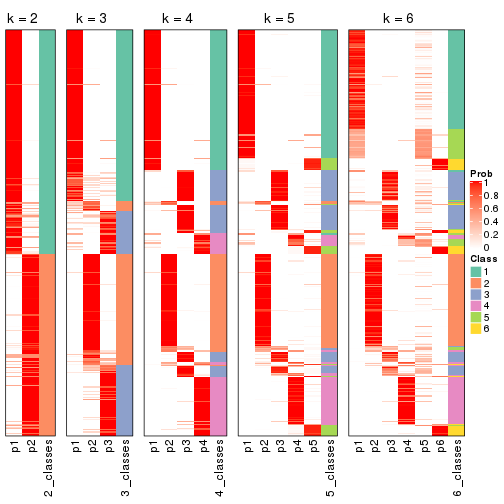 k = 2
k = 3
k = 4
k = 5
k = 6
Prob
1
0.8
0.6
0.4
0.2
0
Class
1
2
3
4
5
6
p1
p2
2_classes
p1
p2
p3
3_classes
p1
p2
p3
p4
4_classes
p1
p2
p3
p4
p5
5_classes
p1
p2
p3
p4
p5
p6
6_classes